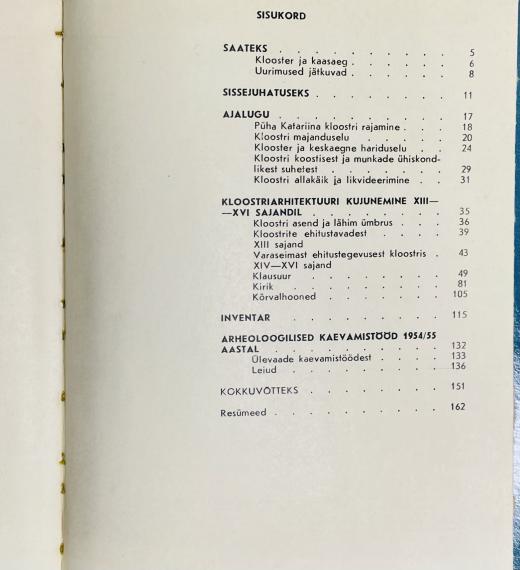 SISUKORD
SAATEKS . . . . . . . . . . 5
Klooster ja kaasaeg . . . . . . 6
Uurimused jätkuvad . . . . . . 8
SISSEJUHATUSEKS . . . . . . . . 11
AJALUGU . . . . . . . . . . 17
Püha Katariina kloostri rajamine . . . 18
Kloostri majanduselu . . . . . 20
Klooster ja keskaegne hariduselu . . 24
Kloostri koostisest ja munkade ühiskond-
likest suhetest . . . . . . . 29
Kloostri allakäik ja likvideerimine . . 31
KLOOSTRIARHITEKTUURI KUJUNEMINE XIII—
—XVI SAJANDIL . . . . . . . . 35
Kloostri asend ja lähim ümbrus . . . 36
Kloostrite ehitustavadest . . . . 39
XIII sajand
Varaseimast ehitustegevusest kloostris . 43
XIV—XVI sajand
Klausuur . . . . . . . . 49
Kirik . . . . . . . . . 81
Kõrvalhooned . . . . . . . 105
INVENTAR . . . . . . . . . 115
ARHEOLOOGILISED KAEVAMISTÖÖD 1954/55
AASTAL . . . . . . . . . . 132
Ülevaade kaevamistöödest . . . . 133
Leiud . . . . . . . . . 136
KOKKUVÕTTEKS . . . . . . . . 151
Resümeed . . . . . . . . . . 162